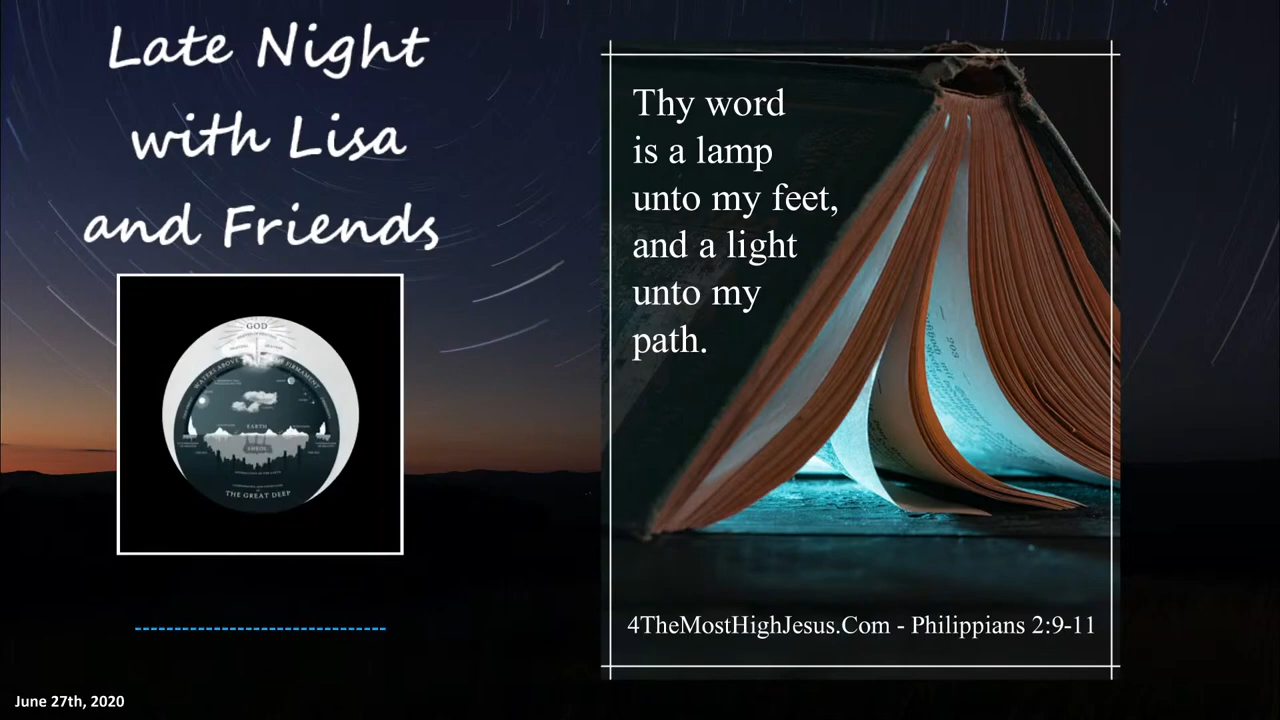 Late Night
with Lisa
and Friends
GOD
WATERS ABOVE
FIRMAMENT
EARTH
SHEOL
THE GREAT DEEP
June 27th, 2020
Thy word
is a lamp
unto my feet,
and a light
unto my
path.
203
4TheMostHighJesus.Com - Philippians 2:9-11